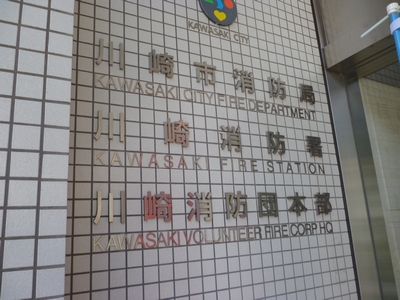 KAWASAKI CITY
川崎市消防局
KAWASAKI CITY FIRE DEPARTMENT
川崎消防署
KAWASAKI FIRE STATION
川崎消防團本部
KAWASAKI VOLUNTEER FIRE CORP HQ.